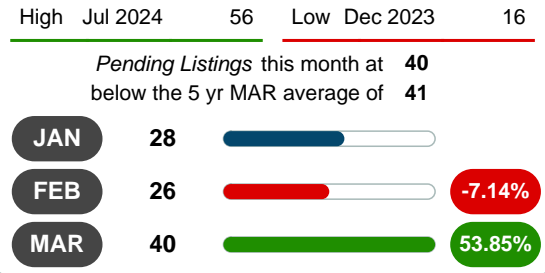 High Jul 2024 56 Low Dec 2023 16
Pending Listings this month at 40
below the 5 yr MAR average of 41
JAN 28
FEB 26 -7.14%
MAR 40 53.85%